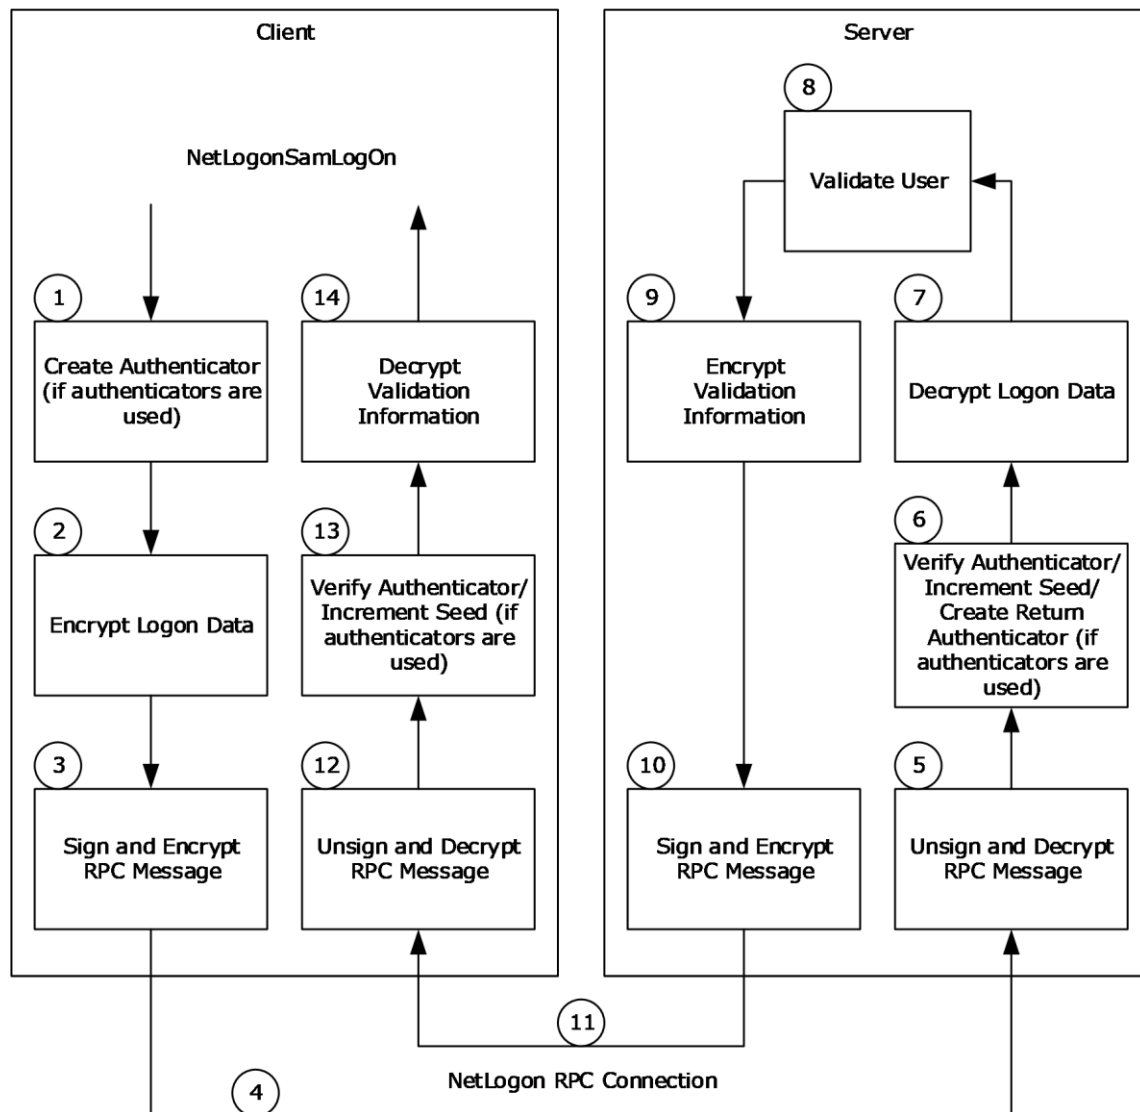 Client
NetLogonSamLogOn
1
Create Authenticator
(if authenticators are
used)
2
Encrypt Logon Data
3
Sign and Encrypt
RPC Message
14
Decrypt
Validation
Information
13
Verify Authenticator/
Increment Seed (if
authenticators are
used)
12
Unsign and Decrypt
RPC Message
Server
8
Validate User
9
Encrypt
Validation
Information
10
Sign and Encrypt
RPC Message
7
Decrypt Logon Data
6
Verify Authenticator/
Increment Seed/
Create Return
Authenticator (if
authenticators are
used)
5
Unsign and Decrypt
RPC Message
11
NetLogon RPC Connection
4